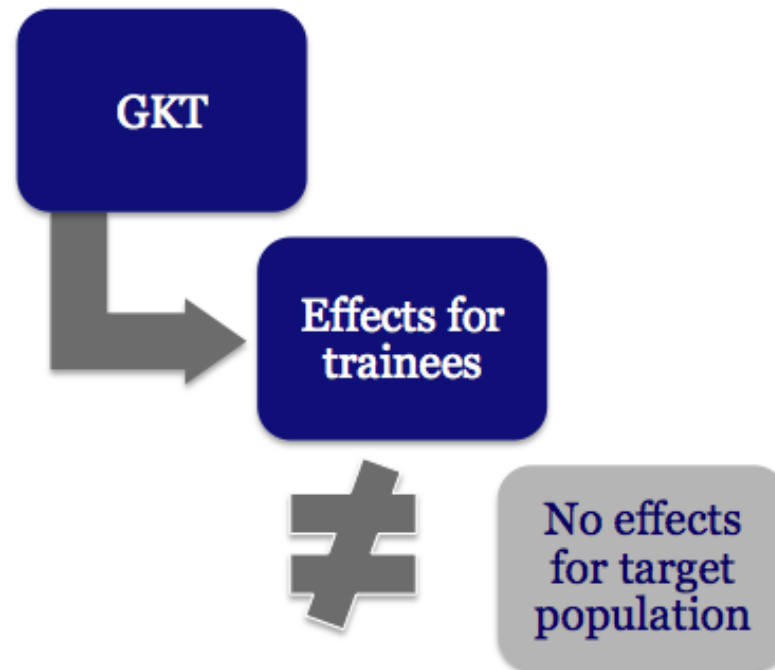 GKT
Effects for
trainees
≠
No effects
for target
population